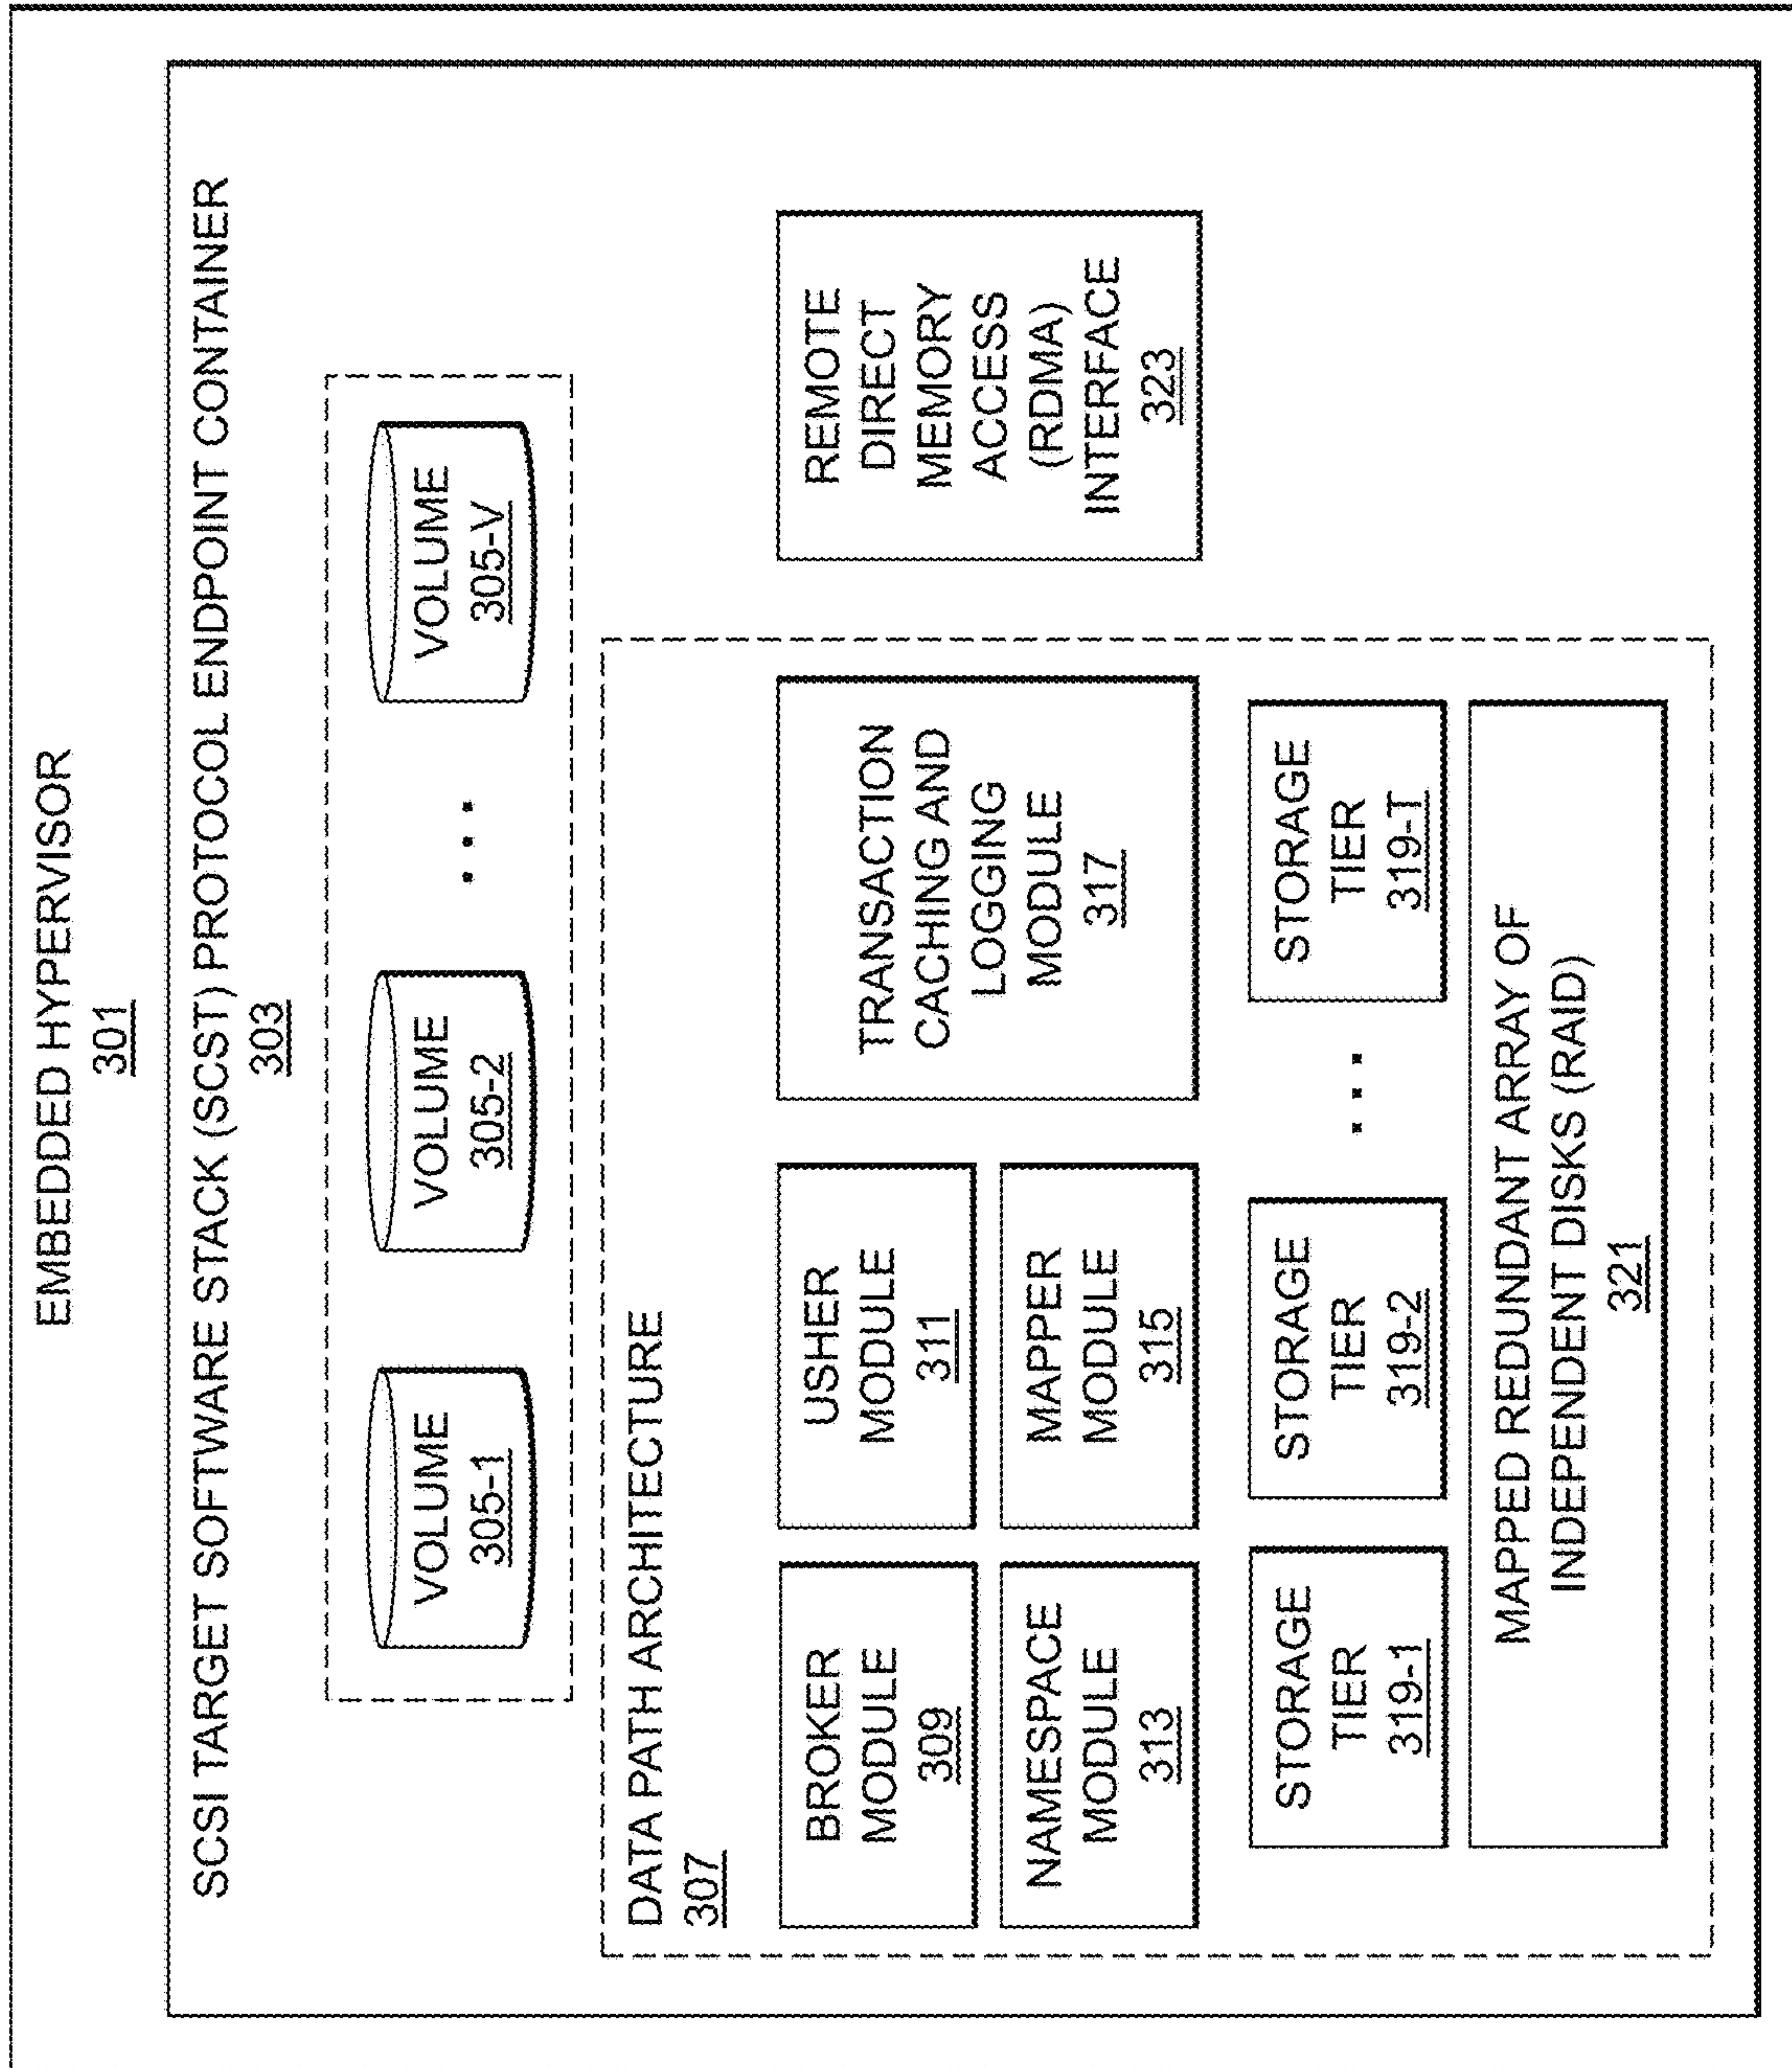 EMBEDDED HYPERVISOR
301
SCSI TARGET SOFTWARE STACK (SCST) PROTOCOL ENDPOINT CONTAINER
303
VOLUME
305-1
VOLUME
305-2
. . .
VOLUME
305-V
DATA PATH ARCHITECTURE
307
BROKER
MODULE
309
USHER
MODULE
311
NAMESPACE
MODULE
313
MAPPER
MODULE
315
TRANSACTION
CACHING AND
LOGGING
MODULE
317
STORAGE
TIER
319-1
STORAGE
TIER
319-2
. . .
STORAGE
TIER
319-T
MAPPED REDUNDANT ARRAY OF
INDEPENDENT DISKS (RAID)
321
REMOTE
DIRECT
MEMORY
ACCESS
(RDMA)
INTERFACE
323